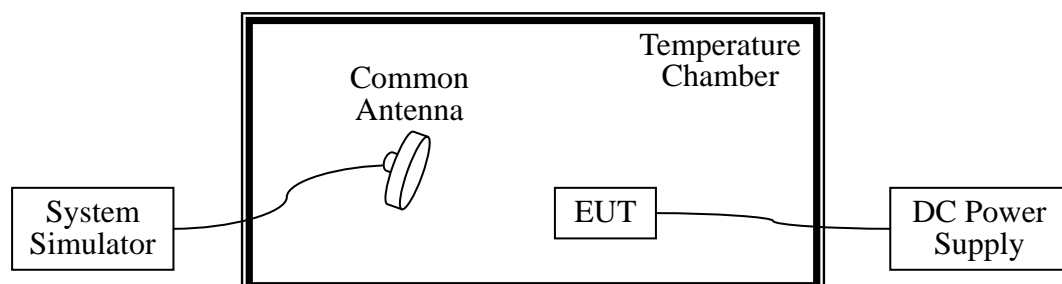 Temperature
Chamber
Common
Antenna
System
Simulator
EUT
DC Power
Supply